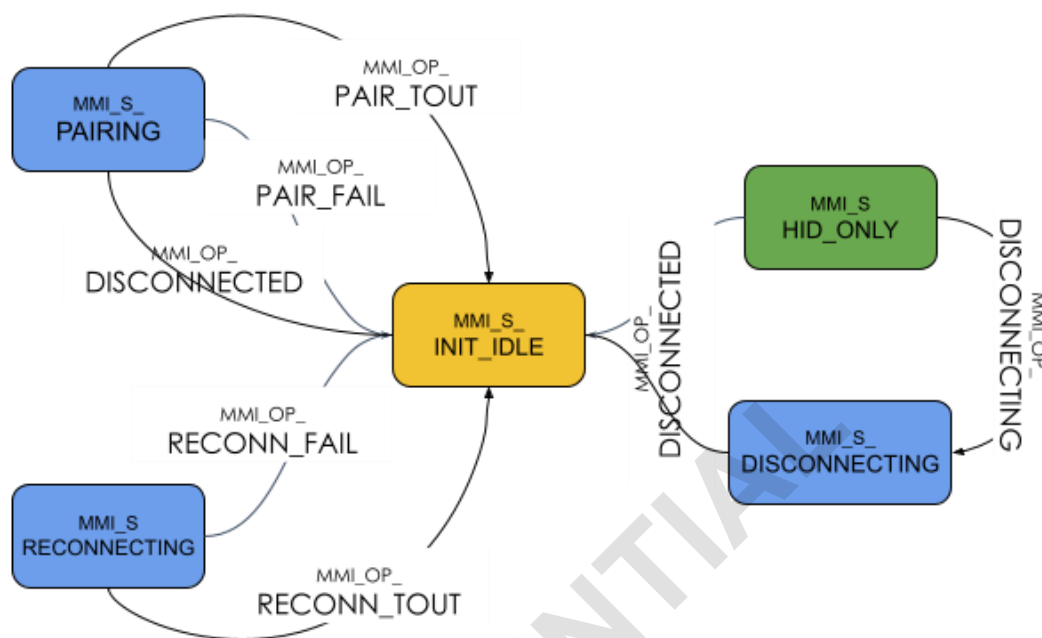 MMI_OP_
PAIR_TOUT
MMI_S_
PAIRING
MMI_OP_
PAIR_FAIL
MMI_OP_
DISCONNECTED
MMI_S_
INIT_IDLE
MMI_S
HID_ONLY
MMI_OP_
DISCONNECTED
MMI_OP_
DISCONNECTING
MMI_S_
DISCONNECTING
MMI_OP_
RECONN_FAIL
MMI_S
RECONNECTING
MMI_OP_
RECONN_TOUT
NTIAL